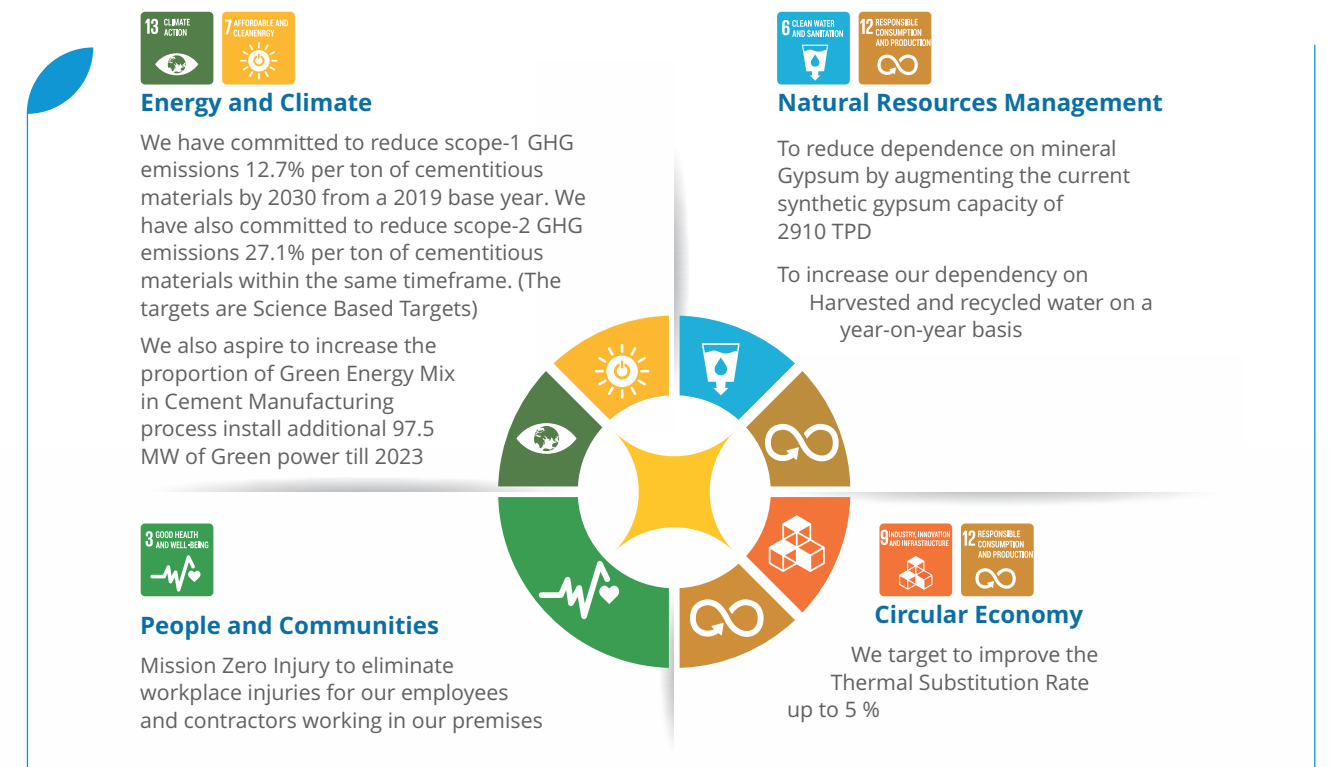 13 CLIMATE
ACTION
7 AFFORDABLE AND
CLEANENRGY
Energy and Climate
We have committed to reduce scope-1 GHG
emissions 12.7% per ton of cementitious
materials by 2030 from a 2019 base year. We
have also committed to reduce scope-2 GHG
emissions 27.1% per ton of cementitious
materials within the same timeframe. (The
targets are Science Based Targets)
We also aspire to increase the
proportion of Green Energy Mix
in Cement Manufacturing
process install additional 97.5
MW of Green power till 2023
6 CLEAN WATER
AND SANITATION
12 RESPONSIBLE
CONSUMPTION
AND PRODUCTION
Natural Resources Management
To reduce dependence on mineral
Gypsum by augmenting the current
synthetic gypsum capacity of
2910 TPD
To increase our dependency on
Harvested and recycled water on a
year-on-year basis
3 GOOD HEALTH
AND WELL-BEING
People and Communities
Mission Zero Injury to eliminate
workplace injuries for our employees
and contractors working in our premises
9 INDUSTRY, INNOVATION
AND INFRASTRUCTURE
12 RESPONSIBLE
CONSUMPTION
AND PRODUCTION
Circular Economy
We target to improve the
Thermal Substitution Rate
up to 5 %